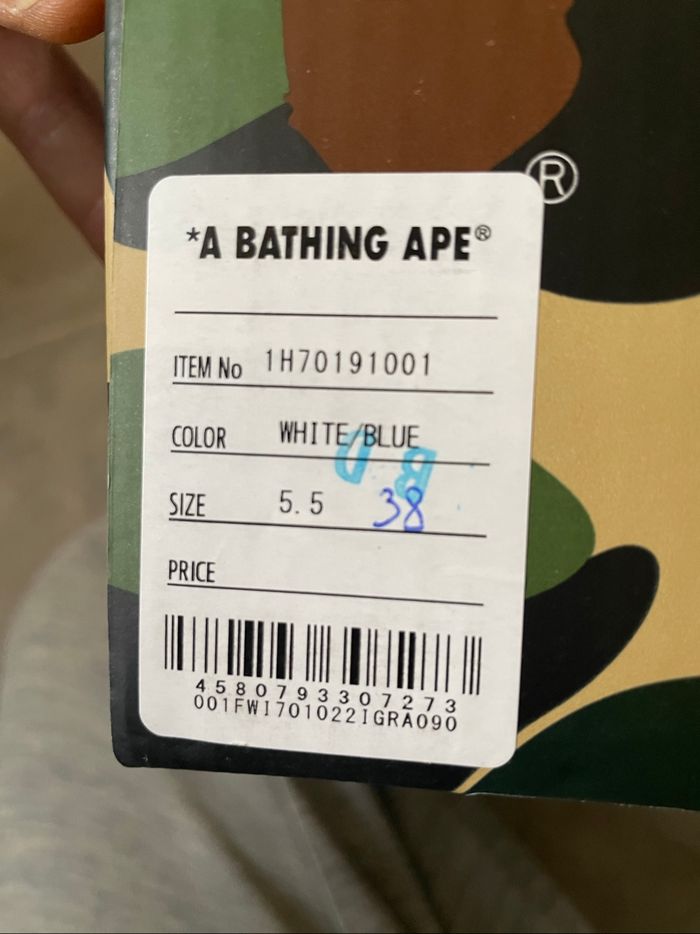 ®
*A BATHING APE®
ITEM No 1H70191001
COLOR WHITE/BLUE
B D
SIZE 5.5 38
PRICE
4580793307273
001FWI701022IGRA090